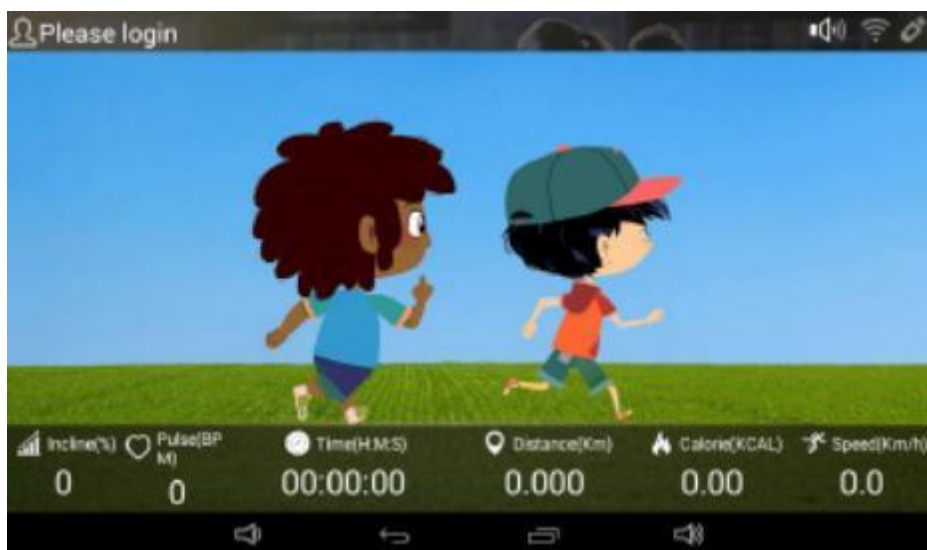 Please login
Incline(%)
Pulse(BP
M)
Time(H:M:S)
Distance(Km)
Calorie(KCAL)
Speed(Km/h)
0
0
00:00:00
0.000
0.00
0.0